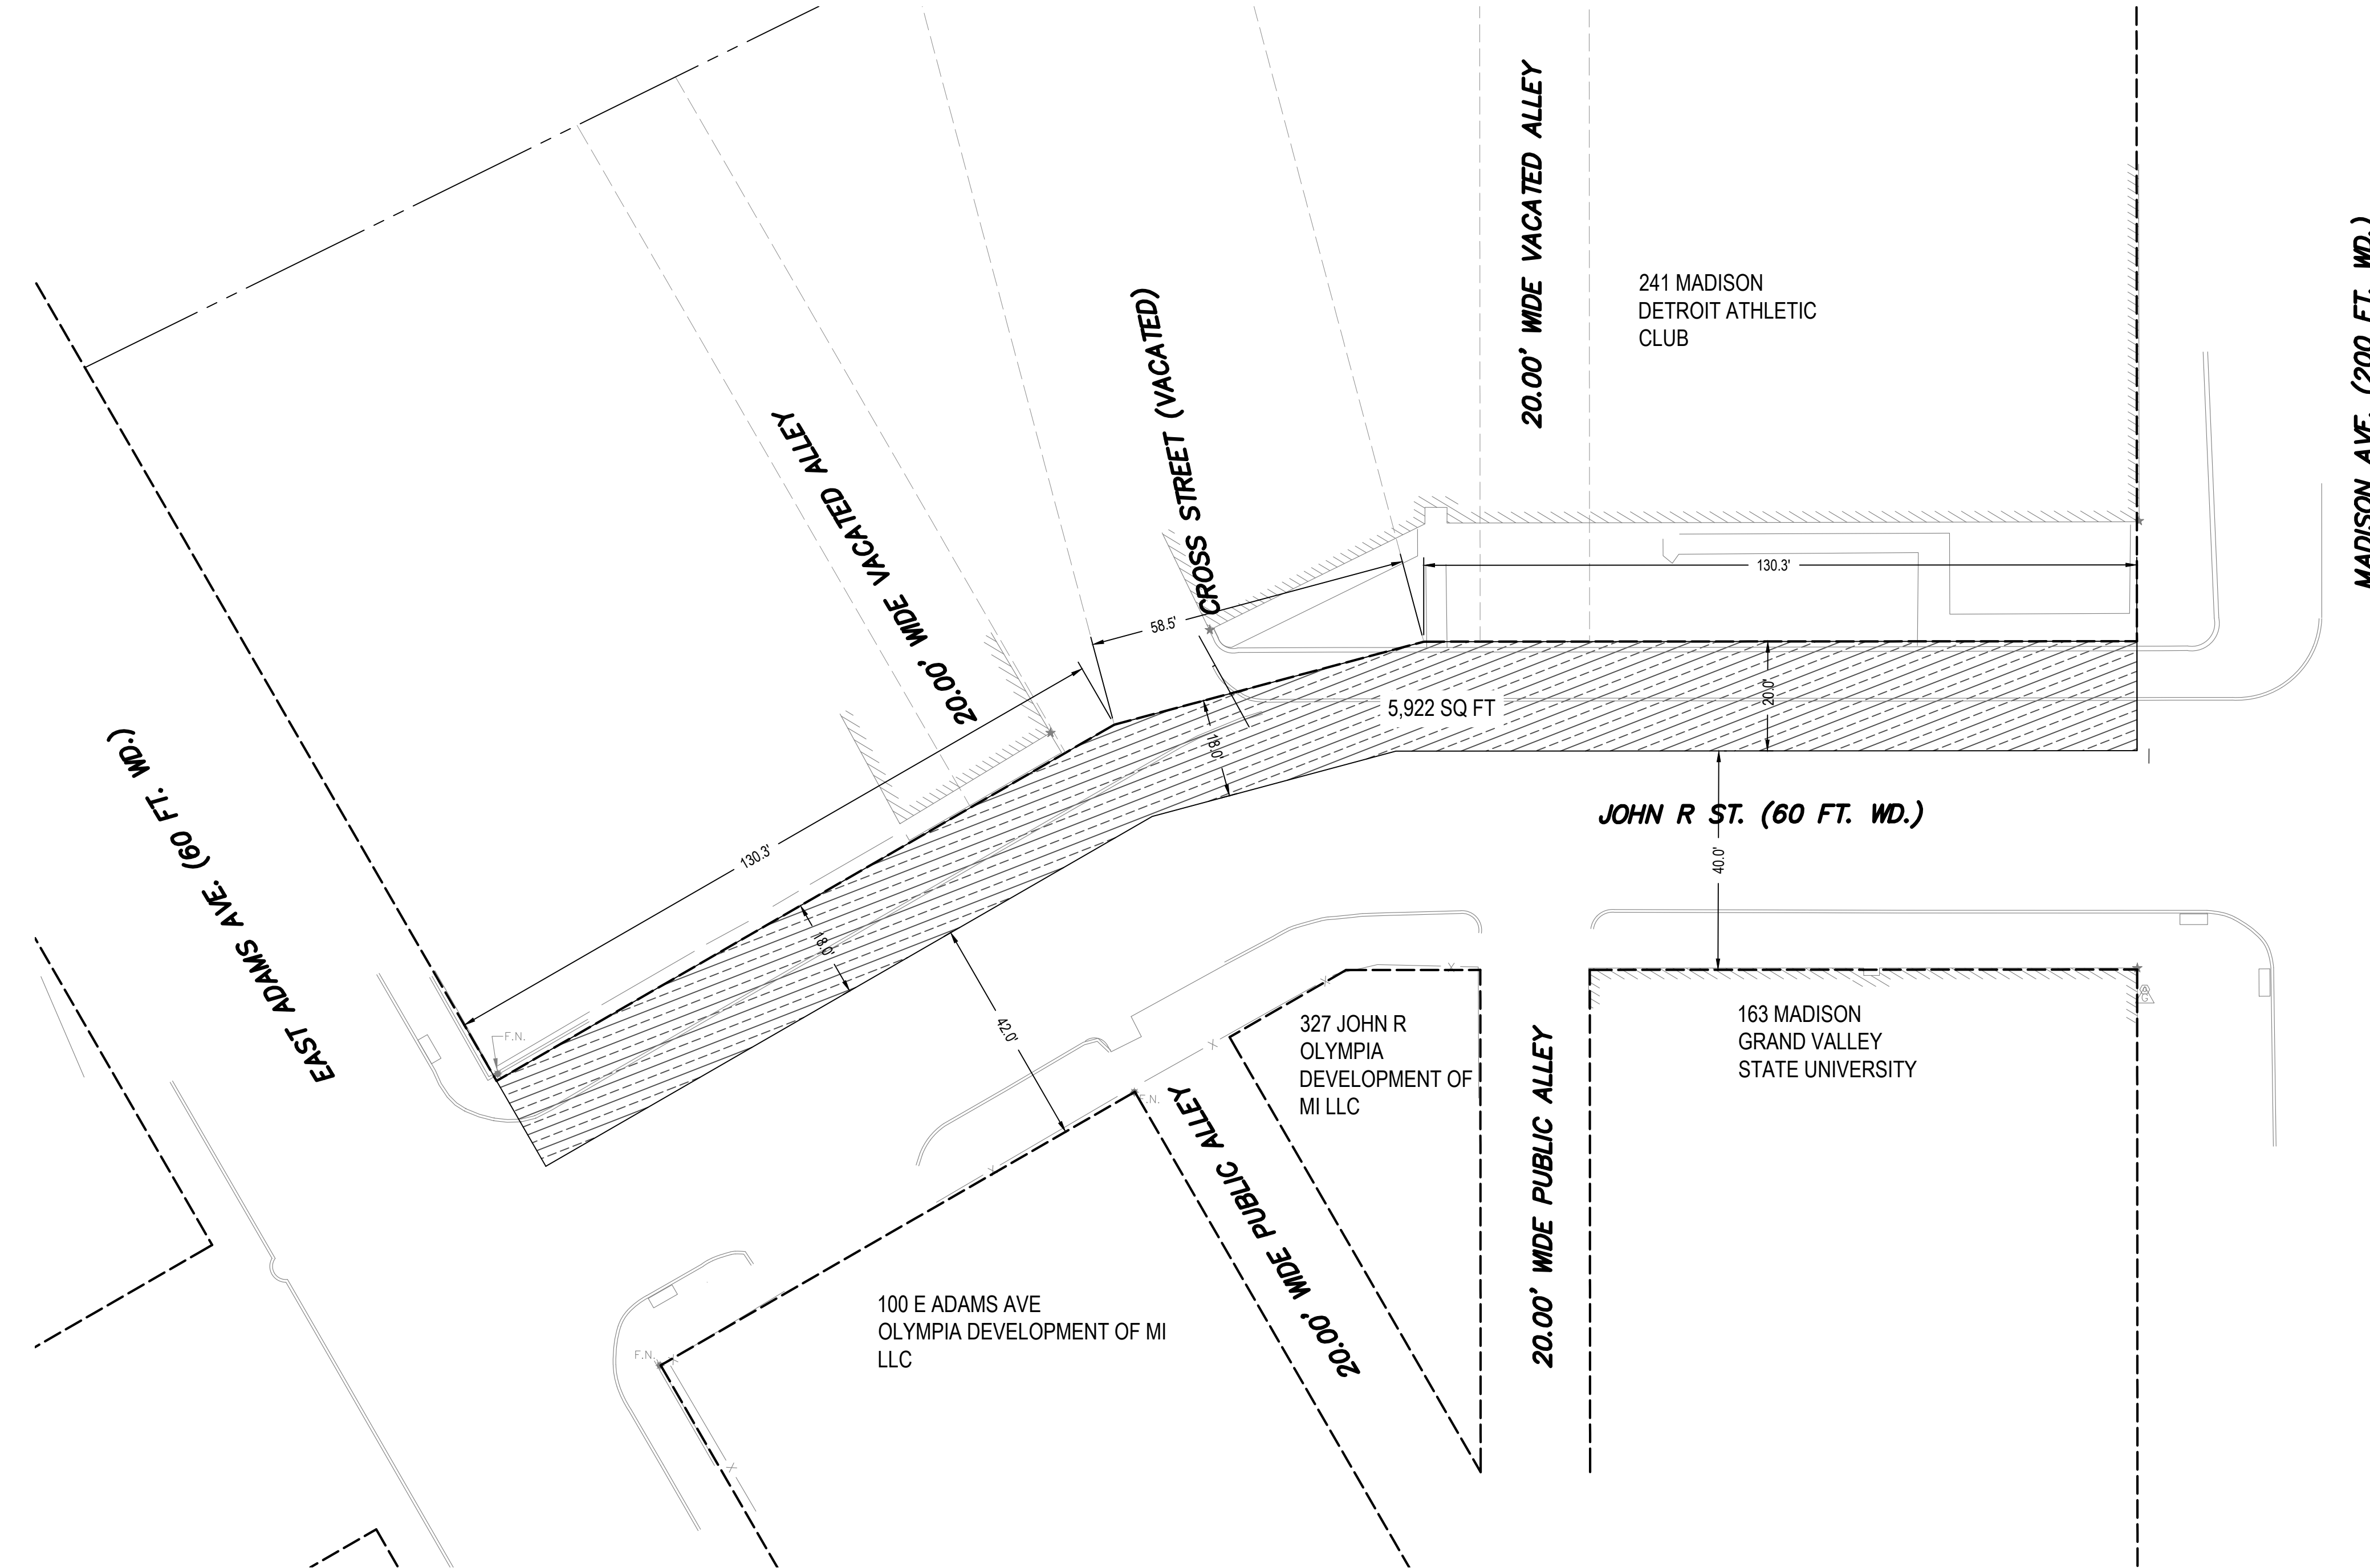 20.00' WIDE VACATED ALLEY
241 MADISON
DETROIT ATHLETIC
CLUB
MADISON AVE. (200 FT. WD.)
CROSS STREET (VACATED)
20.00' WIDE VACATED ALLEY
130.3'
58.5'
5,922 SQ FT
20.0'
18.0'
EAST ADAMS AVE. (60 FT. WD.)
130.3'
JOHN R ST. (60 FT. WD.)
40.0'
18.0'
42.0'
F.N.
327 JOHN R
OLYMPIA
DEVELOPMENT OF
MI LLC
163 MADISON
GRAND VALLEY
STATE UNIVERSITY
F.N.
20.00' WIDE PUBLIC ALLEY
20.00' WIDE PUBLIC ALLEY
100 E ADAMS AVE
OLYMPIA DEVELOPMENT OF MI
LLC
F.N.